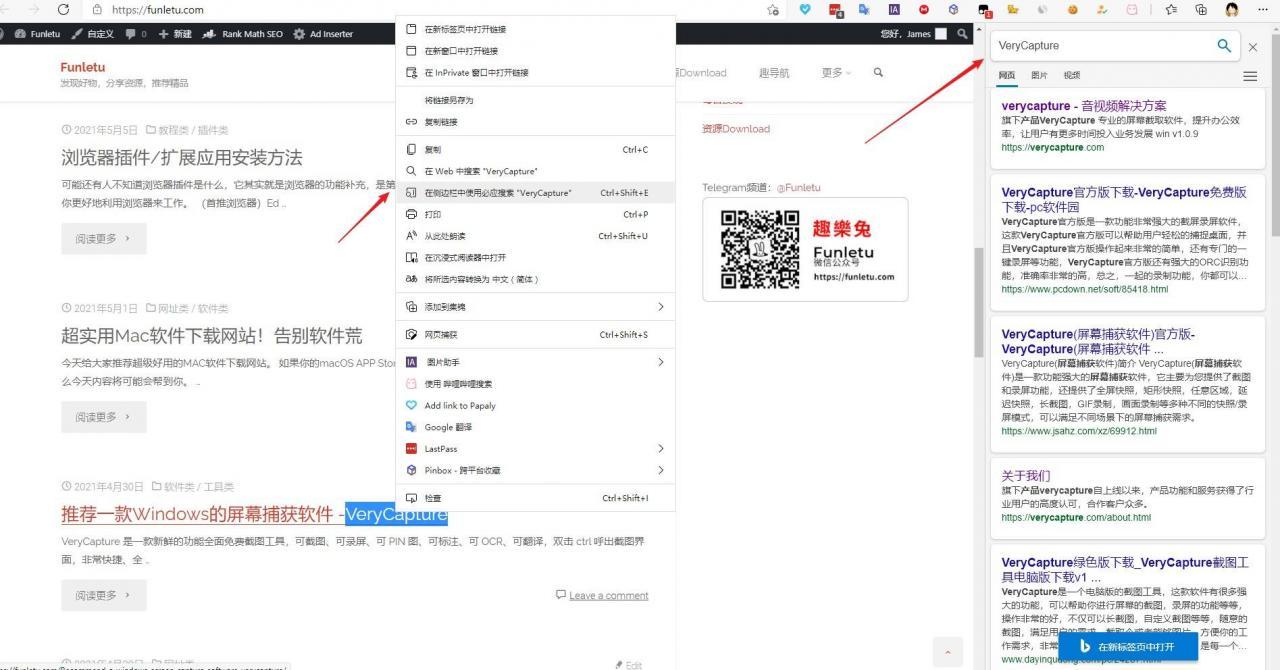 https://funletu.com
Funletu
自定义
0
新建
Rank Math SEO
Ad Inserter
您好，James
Funletu
发现好物，分享资源，推荐精品
Download
趣导航
更多
2021年5月5日 教程类 / 插件类
浏览器插件/扩展应用安装方法
可能还有人不知道浏览器插件是什么，它其实就是浏览器的功能补充，是第
你更好地利用浏览器来工作。 （首推浏览器）Ed ..
阅读更多
2021年5月1日 网址类 / 软件类
超实用Mac软件下载网站！告别软件荒
今天给大家推荐超级好用的MAC软件下载网站。 如果你的macOS APP Stor
么今天内容将可能会帮到你。 ..
阅读更多
2021年4月30日 软件类 / 工具类
推荐一款Windows的屏幕捕获软件 -VeryCapture
VeryCapture 是一款新鲜的功能全面免费截图工具，可截图、可录屏、可 PIN 图、可标注、可 OCR、可翻译，双击 ctrl 呼出截图界
面，非常快捷、全 ..
阅读更多
Leave a comment
Edit
在新标签页中打开链接
在新窗口中打开链接
在 InPrivate 窗口中打开链接
将链接另存为
复制链接
复制 Ctrl+C
在 Web 中搜索 "VeryCapture"
在侧边栏中使用必应搜索 "VeryCapture" Ctrl+Shift+E
打印 Ctrl+P
从此处朗读 Ctrl+Shift+U
在沉浸式阅读器中打开
将所选内容转换为 中文（简体）
添加到集锦
网页捕获 Ctrl+Shift+S
图片助手
使用 哔哩哔哩搜索
Add link to Papaly
Google 翻译
LastPass
Pinbox - 跨平台收藏
检查 Ctrl+Shift+I
资源Download
Telegram频道：@Funletu
趣樂兔
Funletu
微信公众号
https://funletu.com
VeryCapture
网页 图片 视频
verycapture - 音视频解决方案
旗下产品VeryCapture 专业的屏幕截取软件，提升办公效
率，让用户有更多时间投入业务发展 win v1.0.9
https://verycapture.com
VeryCapture官方版下载-VeryCapture免费版
下载-pc软件园
VeryCapture官方版是一款功能非常强大的截屏录屏软件，
这款VeryCapture官方版可以帮助用户轻松的捕捉桌面，并
且VeryCapture官方版操作起来非常的简单，还有专门的一
键录屏等功能，VeryCapture官方版还有强大的ORC识别功
能，准确率非常的高，总之，一起的录制功能，你都可以...
https://www.pcdown.net/soft/85418.html
VeryCapture(屏幕捕获软件)官方版-
VeryCapture(屏幕捕获软件 ...
VeryCapture(屏幕捕获软件)简介 VeryCapture(屏幕捕获软
件)是一款功能强大的屏幕捕获软件，它主要为您提供了截图
和录屏功能，还提供了全屏快照，矩形快照，任意区域，延
迟快照，长截图，GIF录制，画面录制等多种不同的快照/录
屏模式，可以满足不同场景下的屏幕捕获需求。
https://www.jsahz.com/xz/69912.html
关于我们
旗下产品verycapture自上线以来，产品功能和服务获得了行
业用户的高度认可，合作客户众多。
https://verycapture.com/about.html
VeryCapture绿色版下载_VeryCapture截图工
具电脑版下载v1 ...
VeryCapture是一个电脑版的截图工具，这款软件有很多强
大的功能，可以帮助你进行屏幕的截图，录屏的功能等等，
操作非常的好，不仅可以长截图，自定义截图等等，随意的
截图，满足用户的
方便你的工
作需求，非常
是每一个...
在新标签页中打开